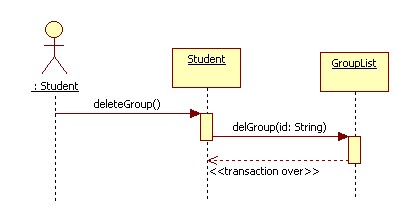 Student
GroupList
: Student
deleteGroup()
delGroup(id: String)
<<transaction over>>